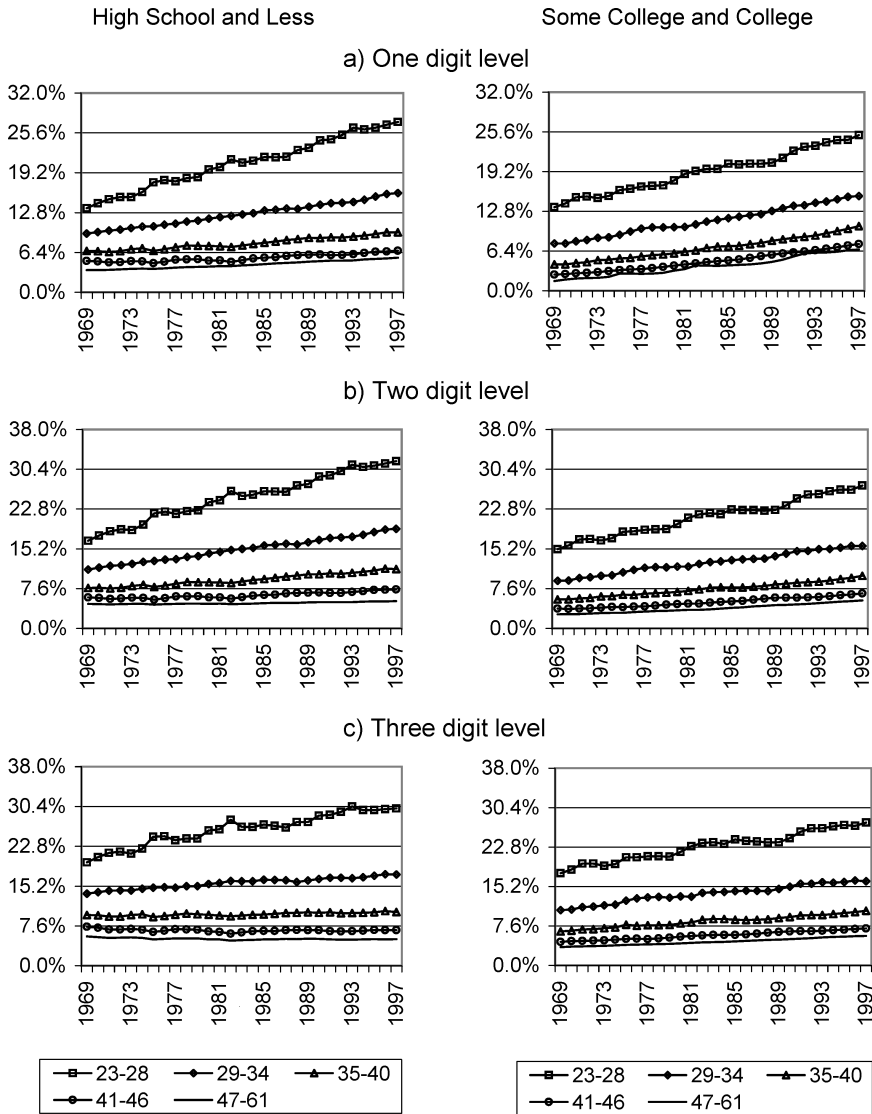 High School and Less Some College and College
a) One digit level
32.0% 32.0%
25.6% 25.6%
19.2% 19.2%
12.8% 12.8%
6.4% 6.4%
0.0% 0.0%
1969 1973 1977 1981 1985 1989 1993 1997 1969 1973 1977 1981 1985 1989 1993 1997
b) Two digit level
38.0% 38.0%
30.4% 30.4%
22.8% 22.8%
15.2% 15.2%
7.6% 7.6%
0.0% 0.0%
1969 1973 1977 1981 1985 1989 1993 1997 1969 1973 1977 1981 1985 1989 1993 1997
c) Three digit level
38.0% 38.0%
30.4% 30.4%
22.8% 22.8%
15.2% 15.2%
7.6% 7.6%
0.0% 0.0%
1969 1973 1977 1981 1985 1989 1993 1997 1969 1973 1977 1981 1985 1989 1993 1997
23-28 29-34 35-40 23-28 29-34 35-40
41-46 47-61 41-46 47-61